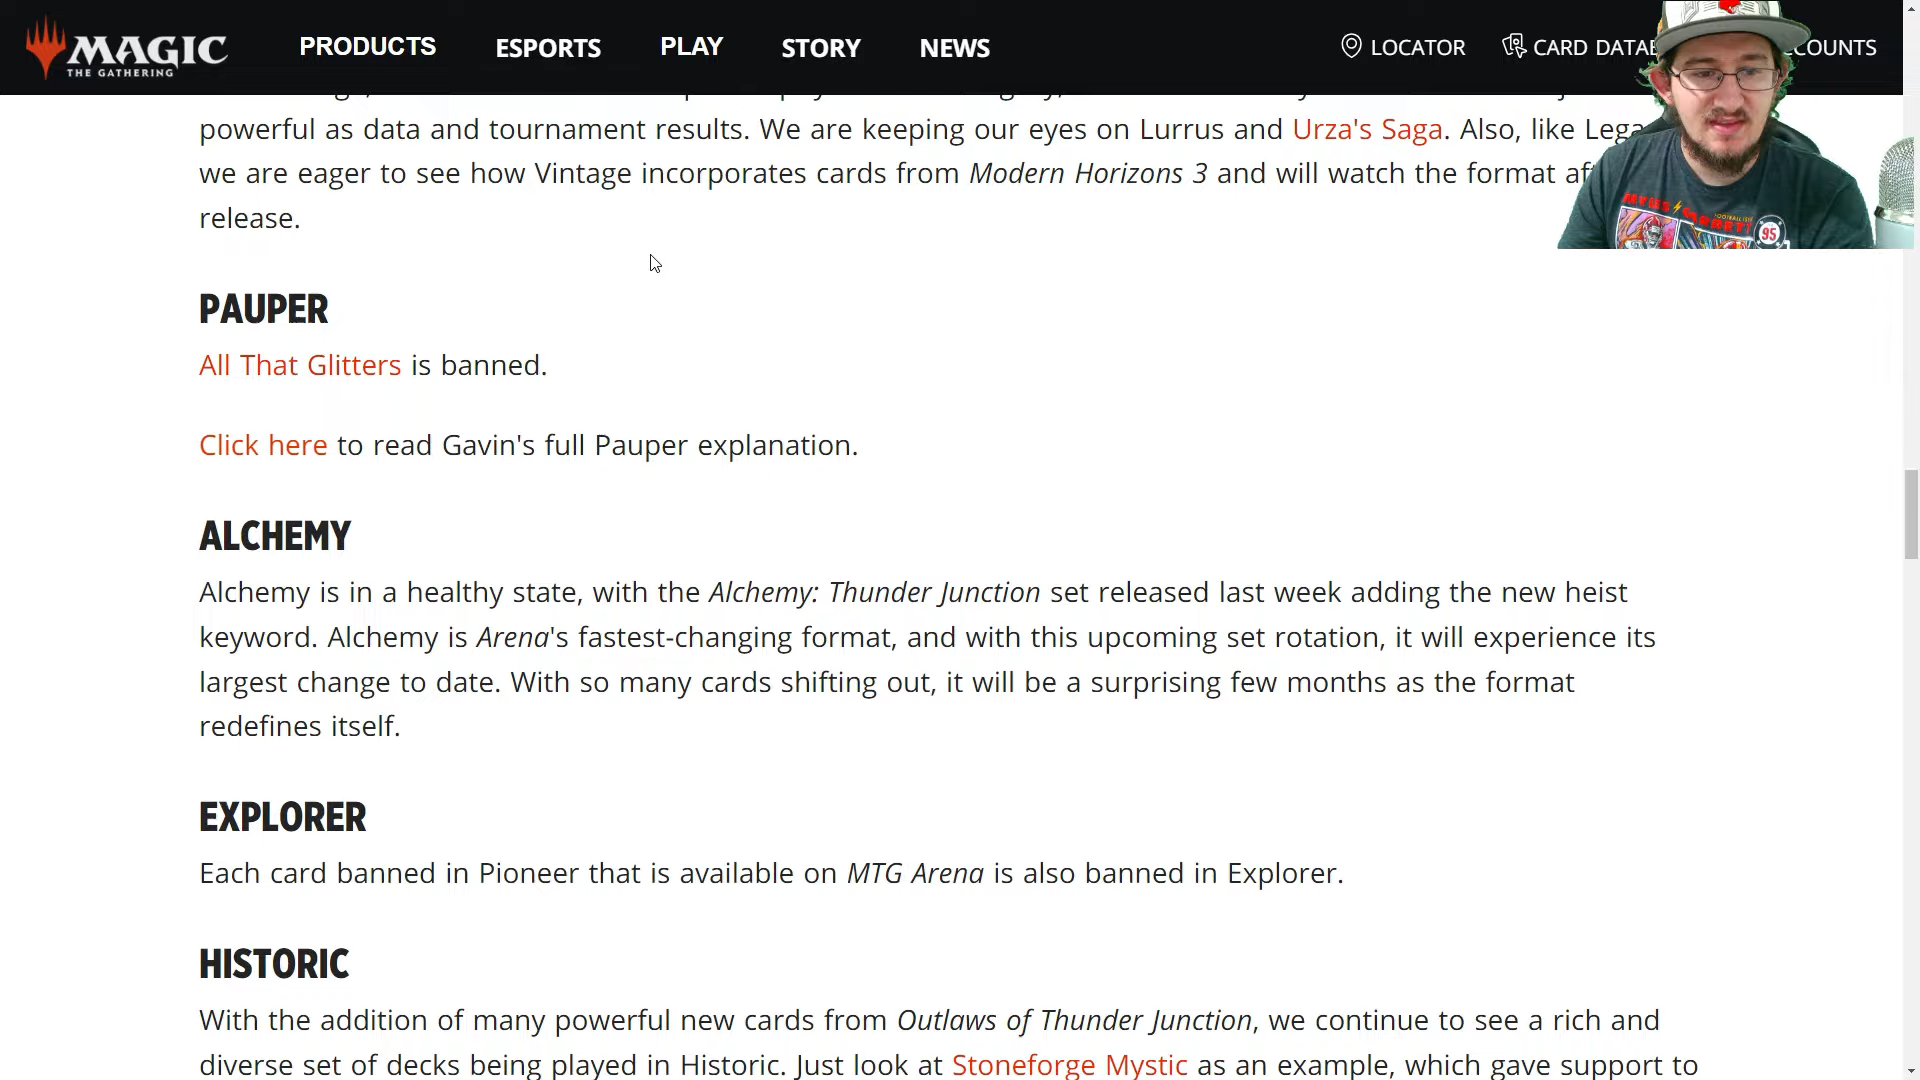 MAGIC
THE GATHERING
PRODUCTS
ESPORTS
PLAY
STORY
NEWS
LOCATOR
CARD
powerful as data and tournament results. We are keeping our eyes on Lurrus and Urza's Saga. Also, like
we are eager to see how Vintage incorporates cards from Modern Horizons 3 and will watch the format
release.
PAUPER
All That Glitters is banned.
Click here to read Gavin's full Pauper explanation.
ALCHEMY
Alchemy is in a healthy state, with the Alchemy: Thunder Junction set released last week adding the new heist
keyword. Alchemy is Arena's fastest-changing format, and with this upcoming set rotation, it will experience its
largest change to date. With so many cards shifting out, it will be a surprising few months as the format
redefines itself.
EXPLORER
Each card banned in Pioneer that is available on MTG Arena is also banned in Explorer.
HISTORIC
With the addition of many powerful new cards from Outlaws of Thunder Junction, we continue to see a rich and
diverse set of decks being played in Historic. Just look at Stoneforge Mystic as an example, which gave support to
95